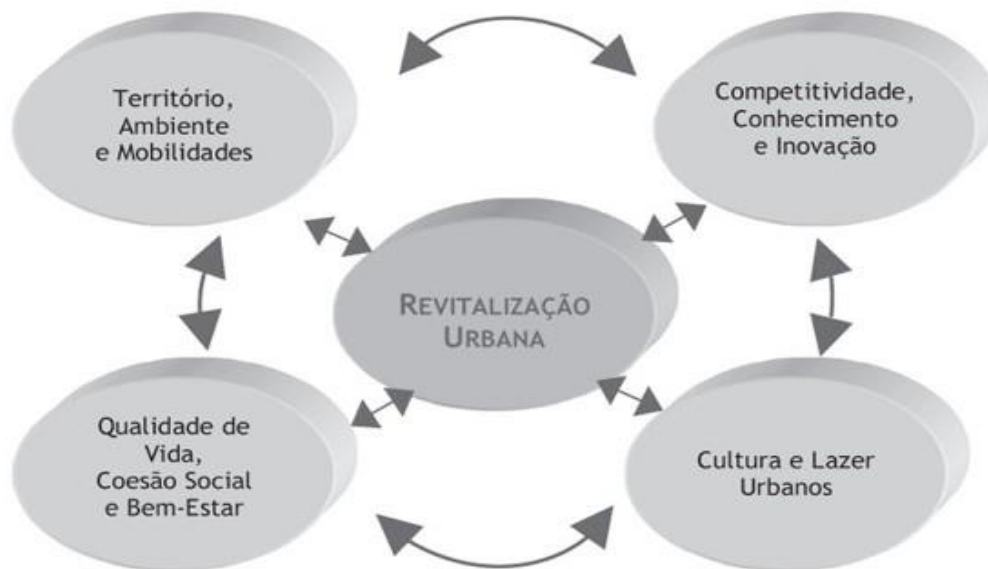 Território,
Ambiente
e Mobilidades
Competitividade,
Conhecimento
e Inovação
REVITALIZAÇÃO
URBANA
Qualidade de
Vida,
Coesão Social
e Bem-Estar
Cultura e Lazer
Urbanos